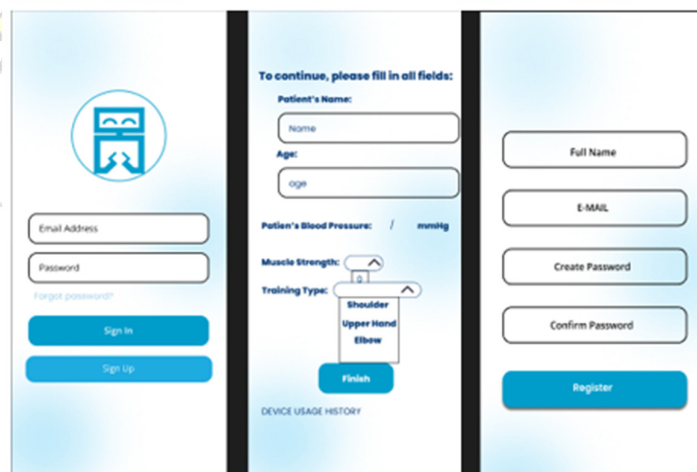 Email Address
Password
Forgot password?
Sign In
Sign Up
To continue, please fill in all fields:
Patient's Name:
Name
Age:
age
Patien's Blood Pressure: / mmHg
Muscle Strength:
0
Training Type:
Shoulder
Upper Hand
Elbow
Finish
DEVICE USAGE HISTORY
Full Name
E-MAIL
Create Password
Confirm Password
Register